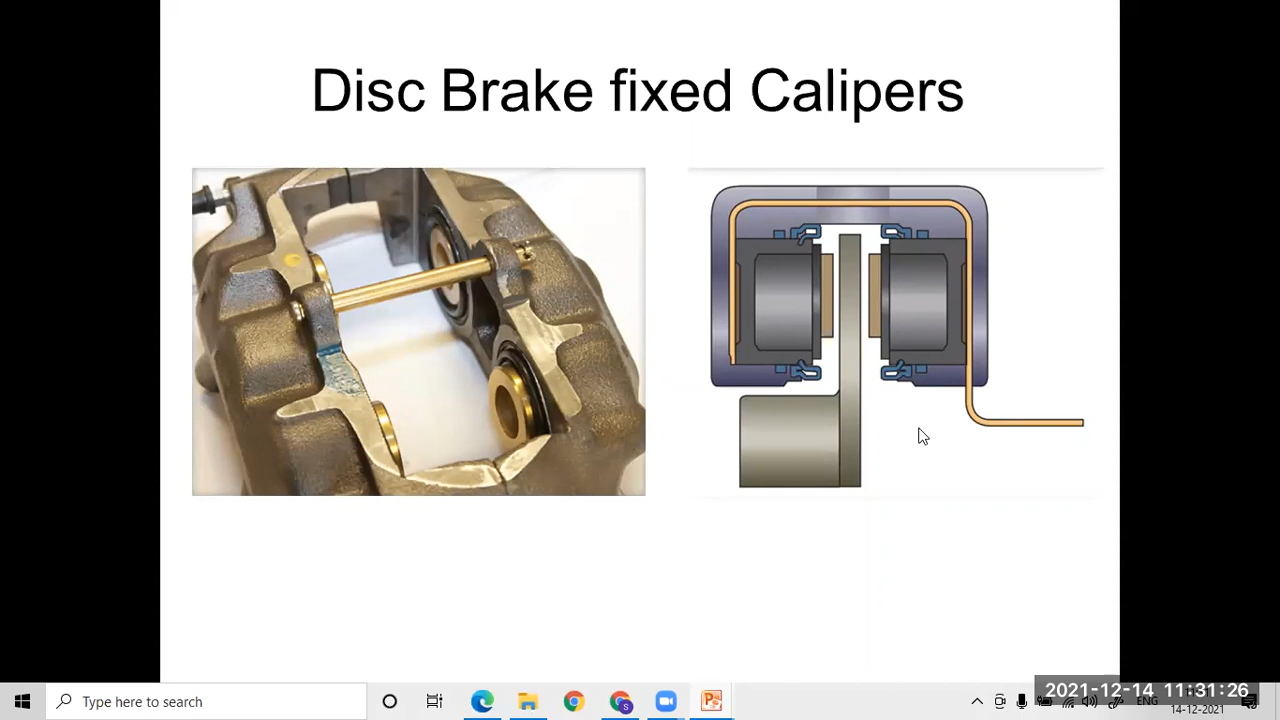 Disc Brake fixed Calipers
Type here to search
2021-12-14 11:31:26
ENG
14-12-2021